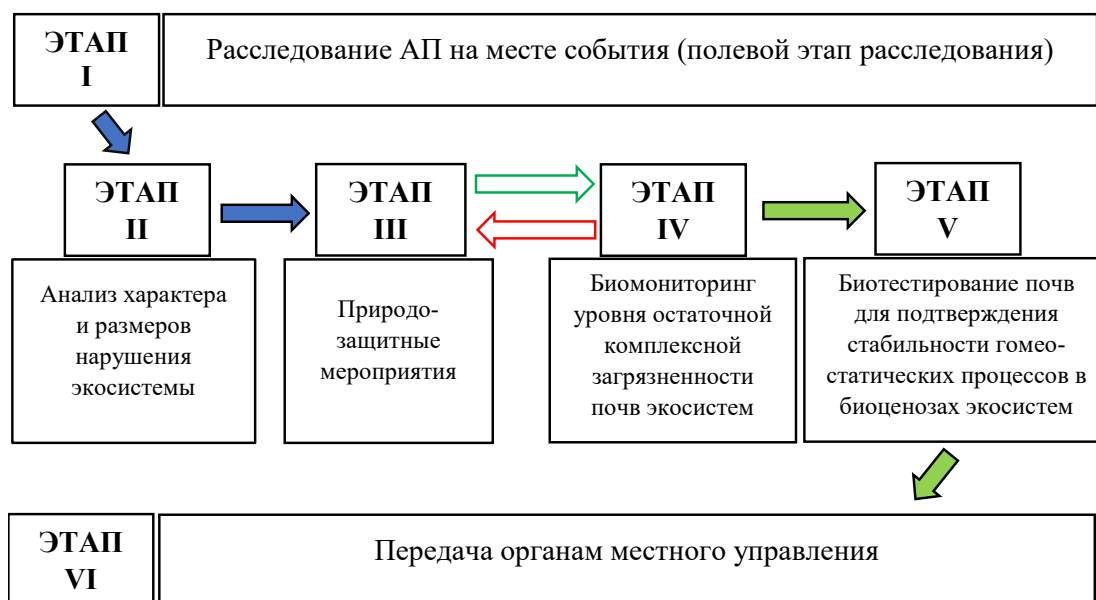 ЭТАП
I
Расследование АП на месте события (полевой этап расследования)
ЭТАП
II
ЭТАП
III
ЭТАП
IV
ЭТАП
V
Анализ характера
и размеров
нарушения
экосистемы
Природо-
защитные
мероприятия
Биомониторинг
уровня остаточной
комплексной
загрязненности
почв экосистем
Биотестирование почв
для подтверждения
стабильности гомео-
статических процессов в
биоценозах экосистем
ЭТАП
VI
Передача органам местного управления